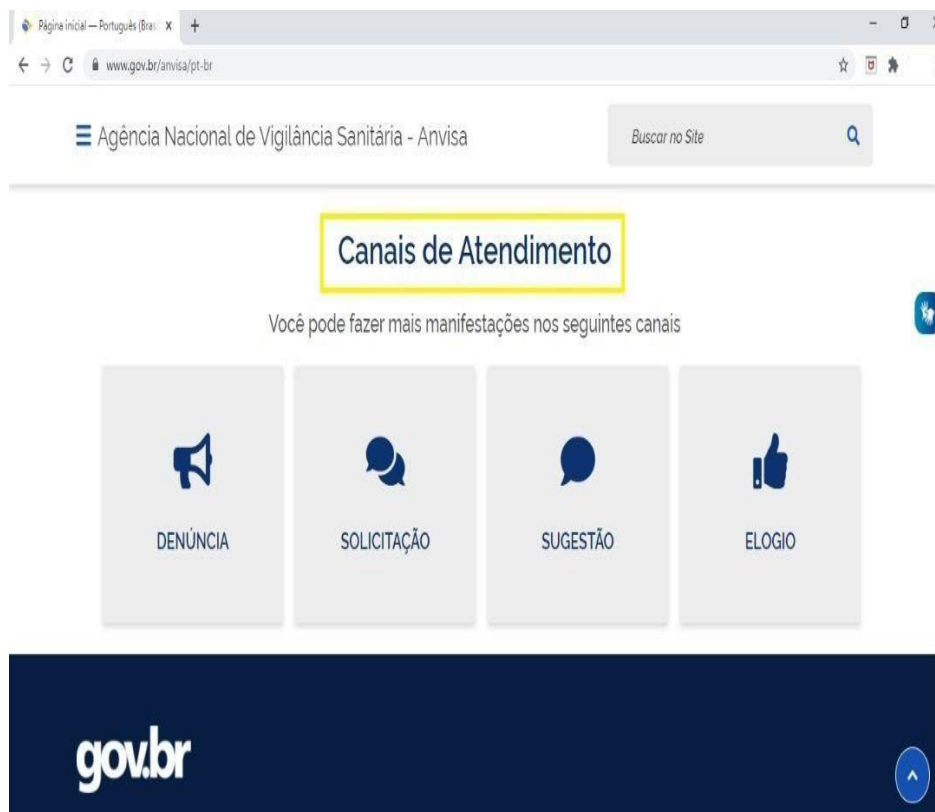 Página inicial — Português (Bras
www.gov.br/anvisa/pt-br
Agência Nacional de Vigilância Sanitária - Anvisa
Buscar no Site
Canais de Atendimento
Você pode fazer mais manifestações nos seguintes canais
DENÚNCIA
SOLICITAÇÃO
SUGESTÃO
ELOGIO
gov.br